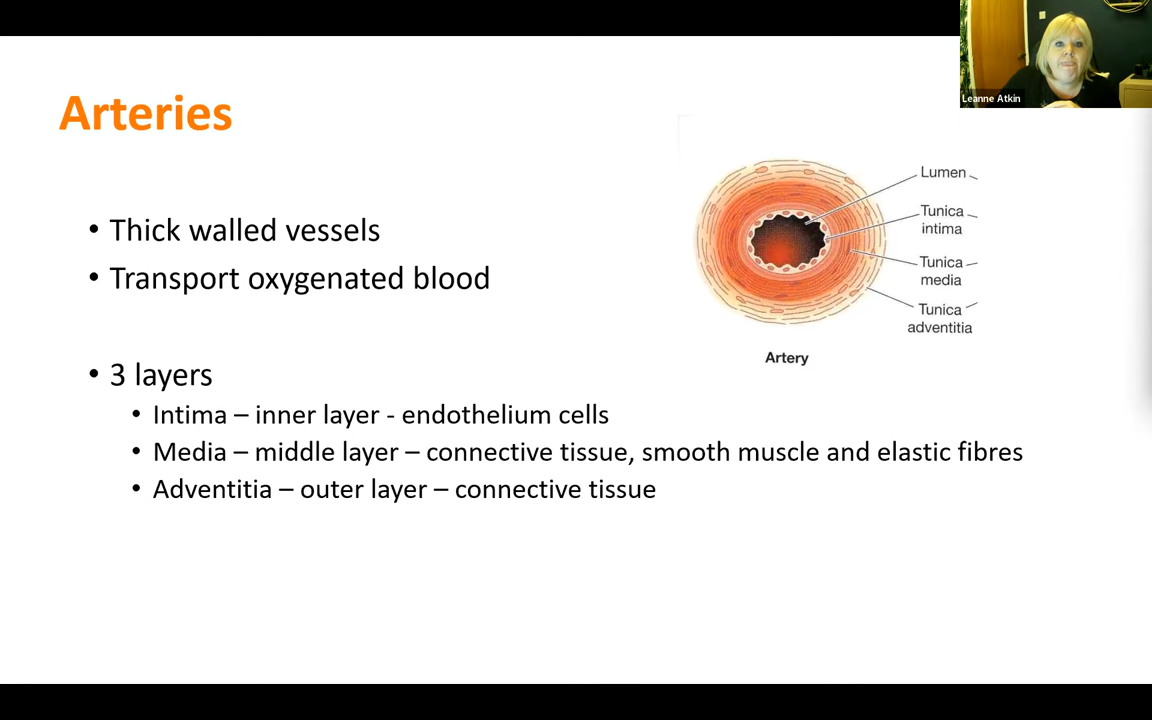 Leanne Atkin
Arteries
• Thick walled vessels
• Transport oxygenated blood
• 3 layers
• Intima – inner layer - endothelium cells
• Media – middle layer – connective tissue, smooth muscle and elastic fibres
• Adventitia – outer layer – connective tissue
Lumen
Tunica
intima
Tunica
media
Tunica
adventitia
Artery